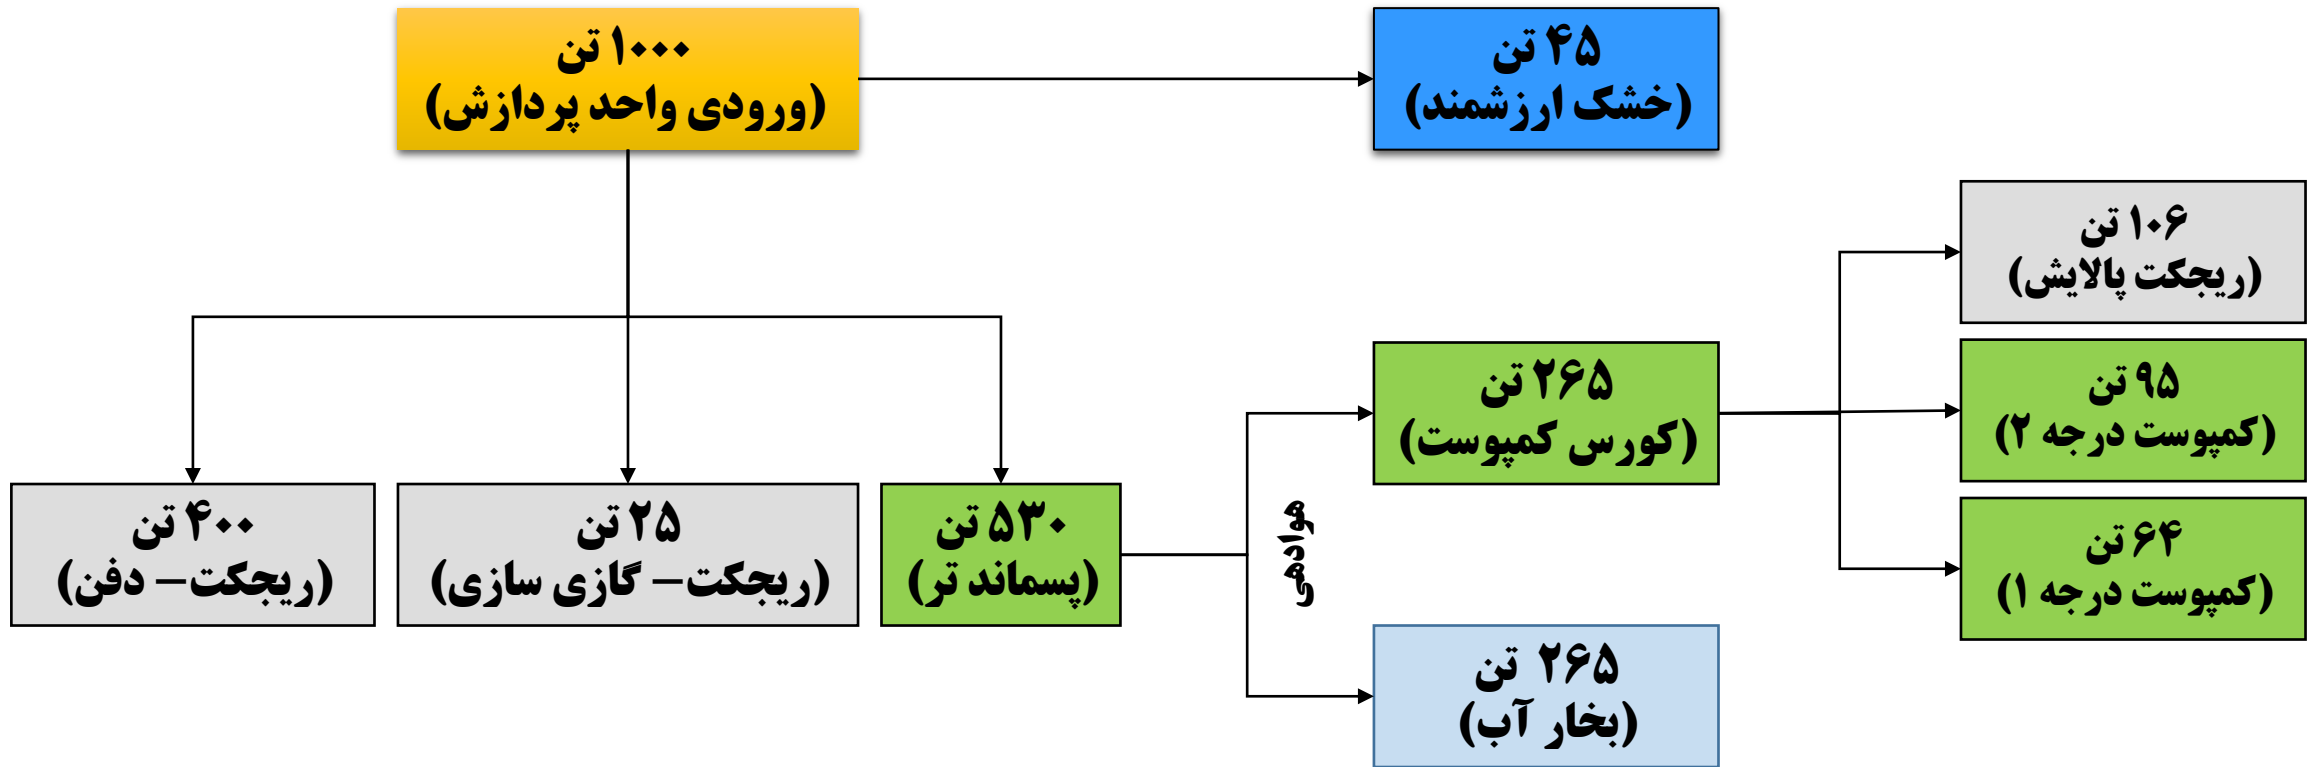 ۱۰۰۰ تن
(ورودی واحد پردازش)
۴۵ تن
(خشک ارزشمند)
۱۰۶ تن
(ریجکت پالایش)
۲۶۵ تن
(کورس کمپوست)
۹۵ تن
(کمپوست درجه ۲)
۶۴ تن
(کمپوست درجه ۱)
هوادهی
۵۳۰ تن
(پسماند تر)
۲۵ تن
(ریجکت– گازی سازی)
۴۰۰ تن
(ریجکت– دفن)
۲۶۵ تن
(بخار آب)